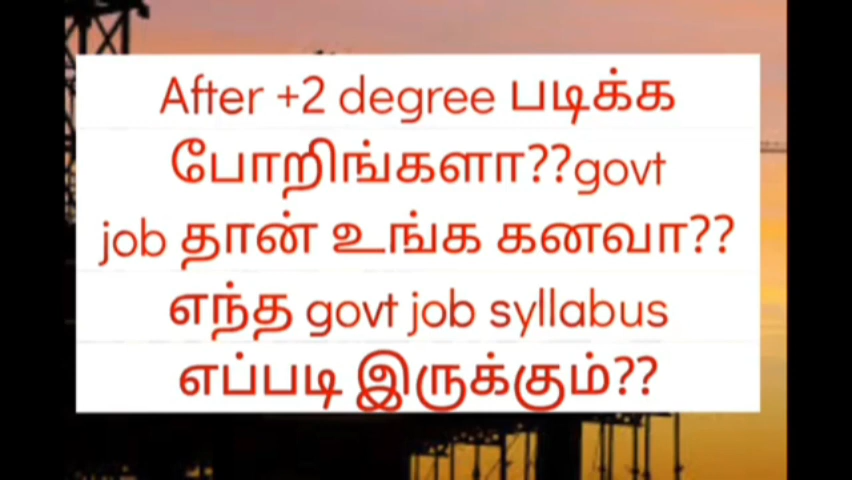 After +2 degree படிக்க
போறிங்களா??govt
job தான் உங்க கனவா??
எந்த govt job syllabus
எப்படி இருக்கும்??